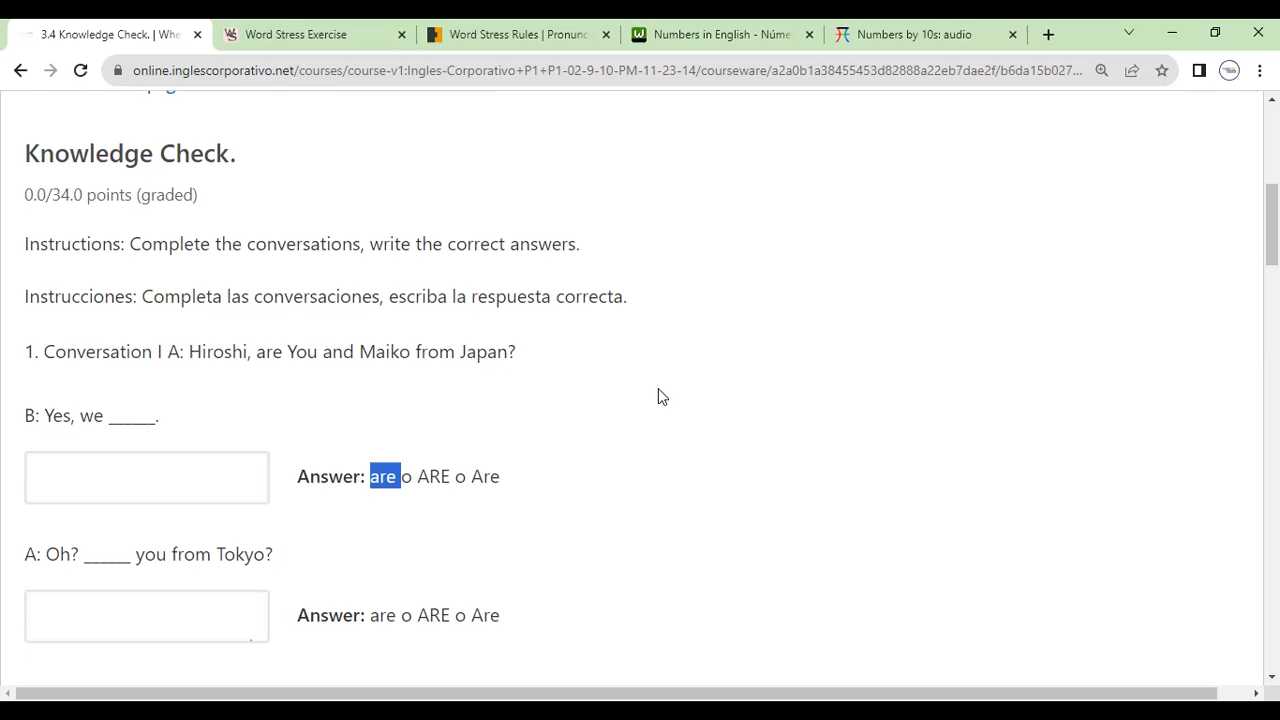 3.4 Knowledge Check. | Whe
Word Stress Exercise
Word Stress Rules | Pronunc
Numbers in English - Núme
Numbers by 10s: audio
online.inglescorporativo.net/courses/course-v1:Ingles-Corporativo+P1+P1-02-9-10-PM-11-23-14/courseware/a2a0b1a38455453d82888a22eb7dae2f/b6da15b027...
Knowledge Check.
0.0/34.0 points (graded)
Instructions: Complete the conversations, write the correct answers.
Instrucciones: Completa las conversaciones, escriba la respuesta correcta.
1. Conversation I A: Hiroshi, are You and Maiko from Japan?
B: Yes, we ______.
Answer: are o ARE o Are
A: Oh? ______ you from Tokyo?
Answer: are o ARE o Are